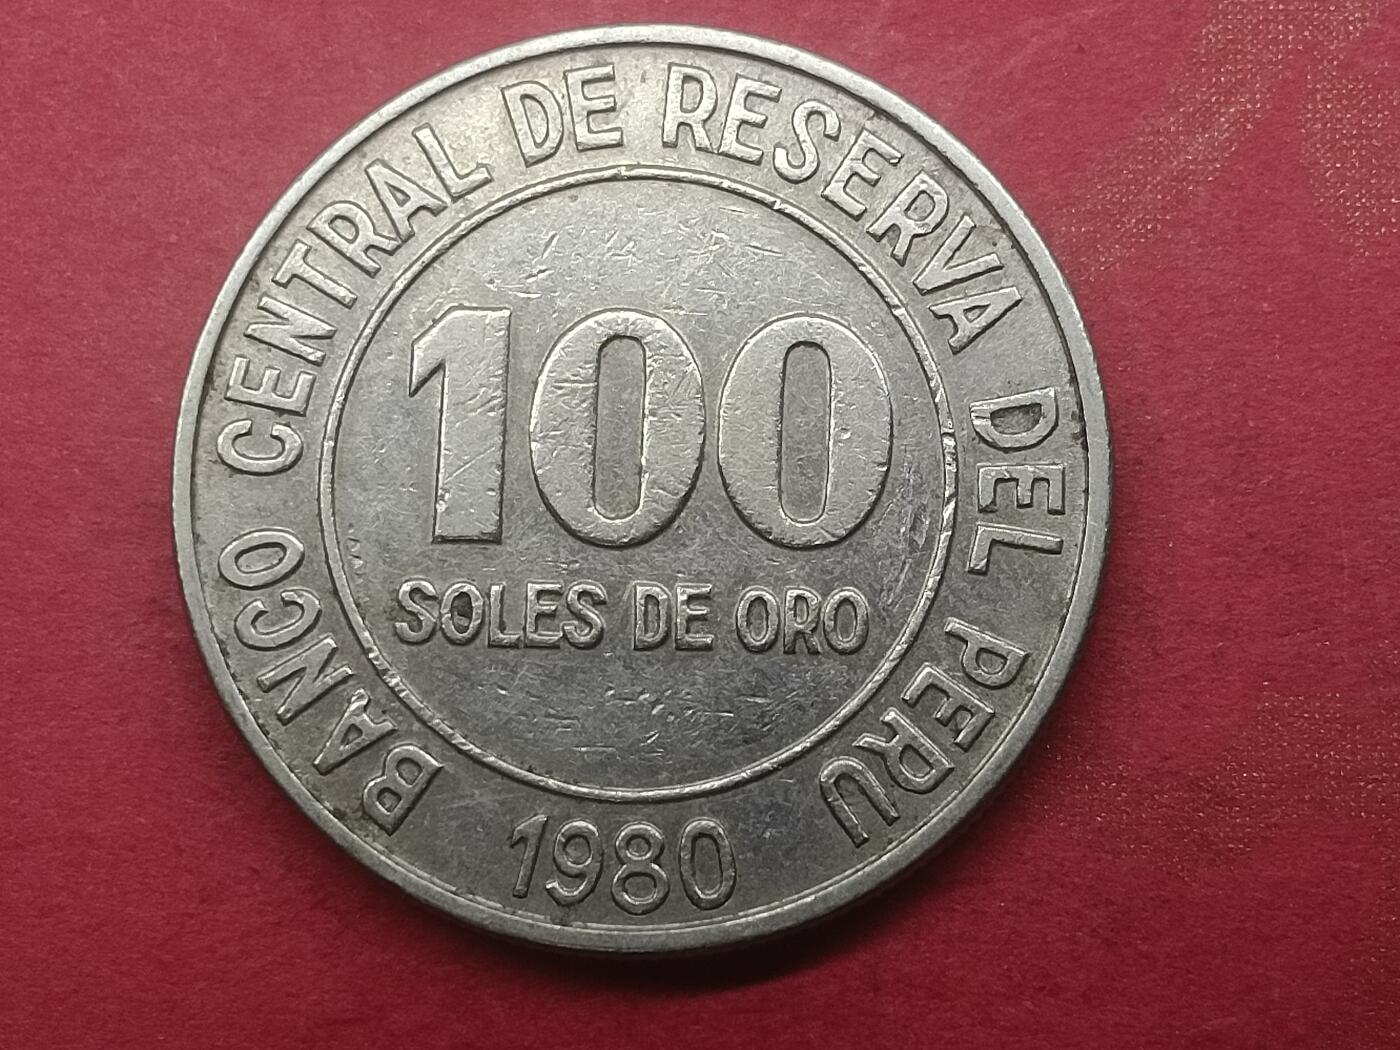 BANCO CENTRAL DE RESERVA DEL PERU
100
SOLES DE ORO
1980